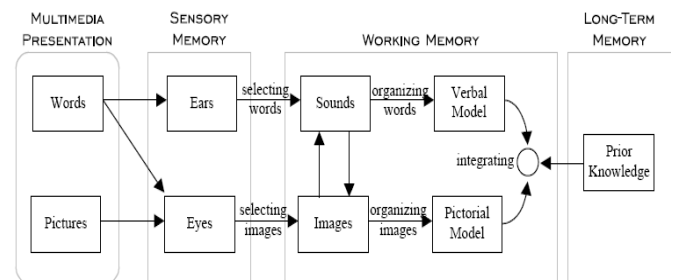 MULTIMEDIA
PRESENTATION
SENSORY
MEMORY
WORKING MEMORY
LONG-TERM
MEMORY
Words
Ears
selecting
words
Sounds
organizing
words
Verbal
Model
integrating
Prior
Knowledge
Pictures
Eyes
selecting
images
Images
organizing
images
Pictorial
Model